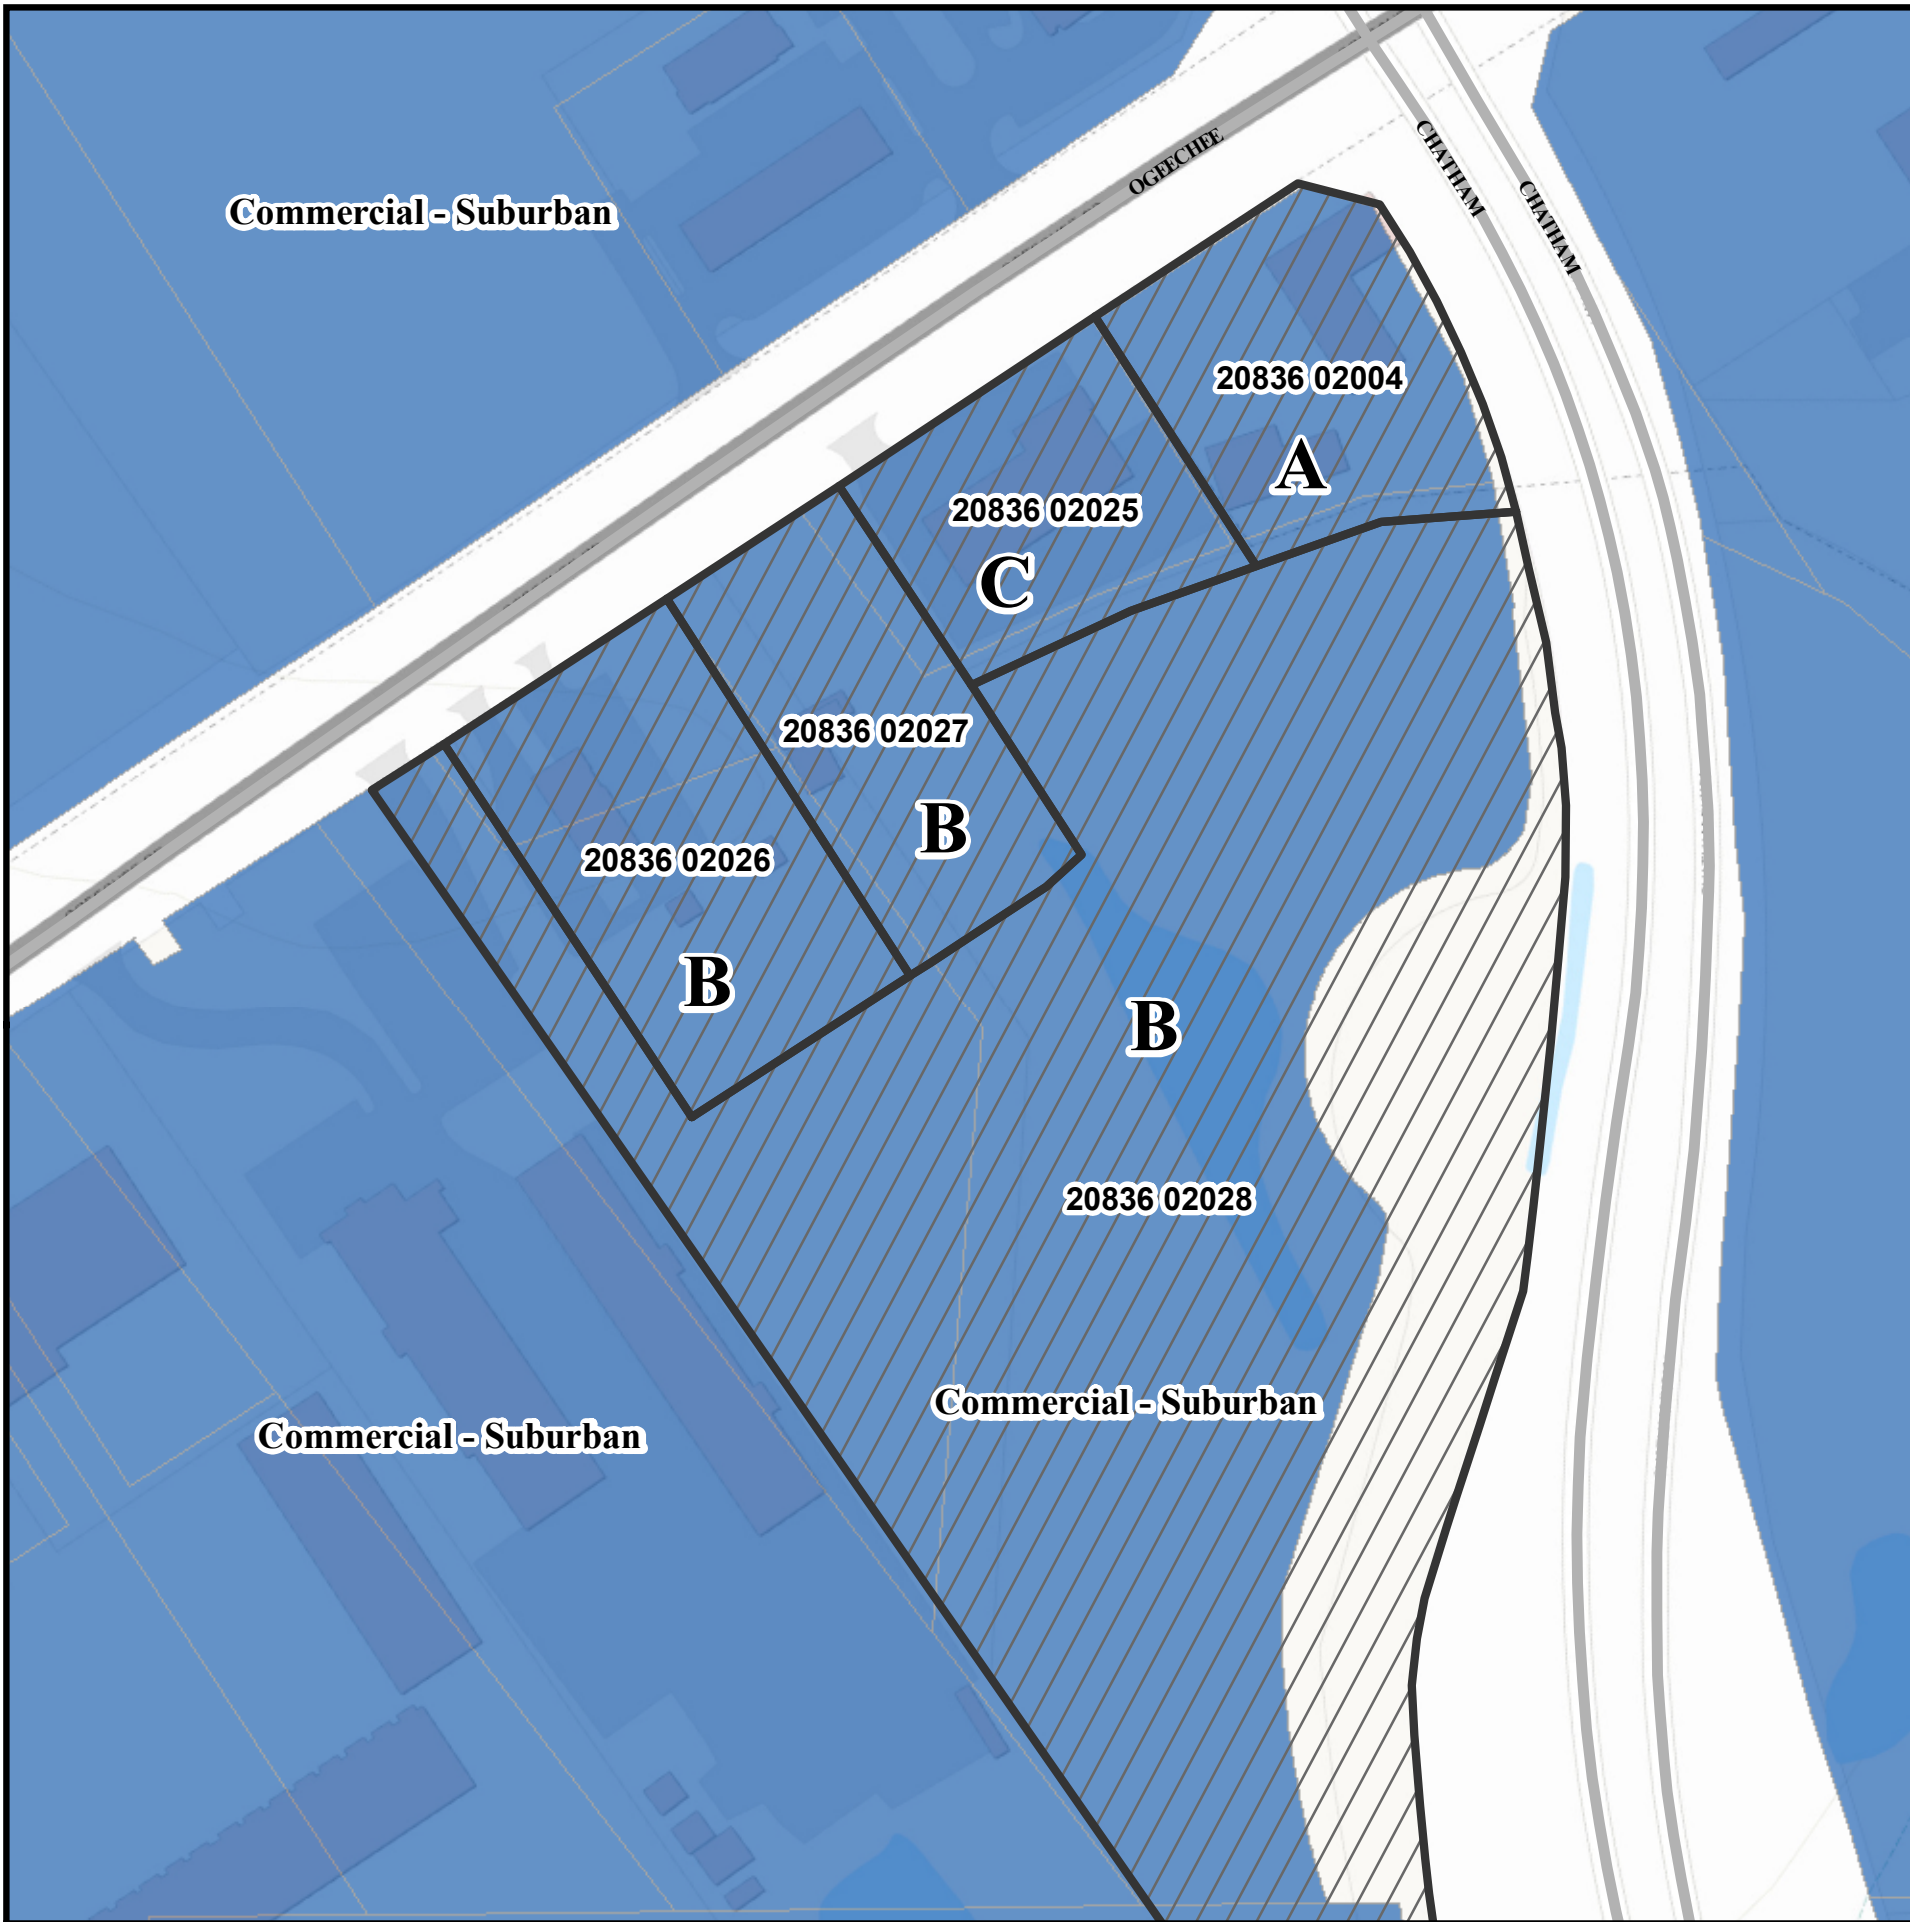 OGEECHEE
CHATHAM
CHATHAM
Commercial - Suburban
20836 02004
A
20836 02025
C
20836 02027
B
20836 02026
B
B
20836 02028
Commercial - Suburban
Commercial - Suburban